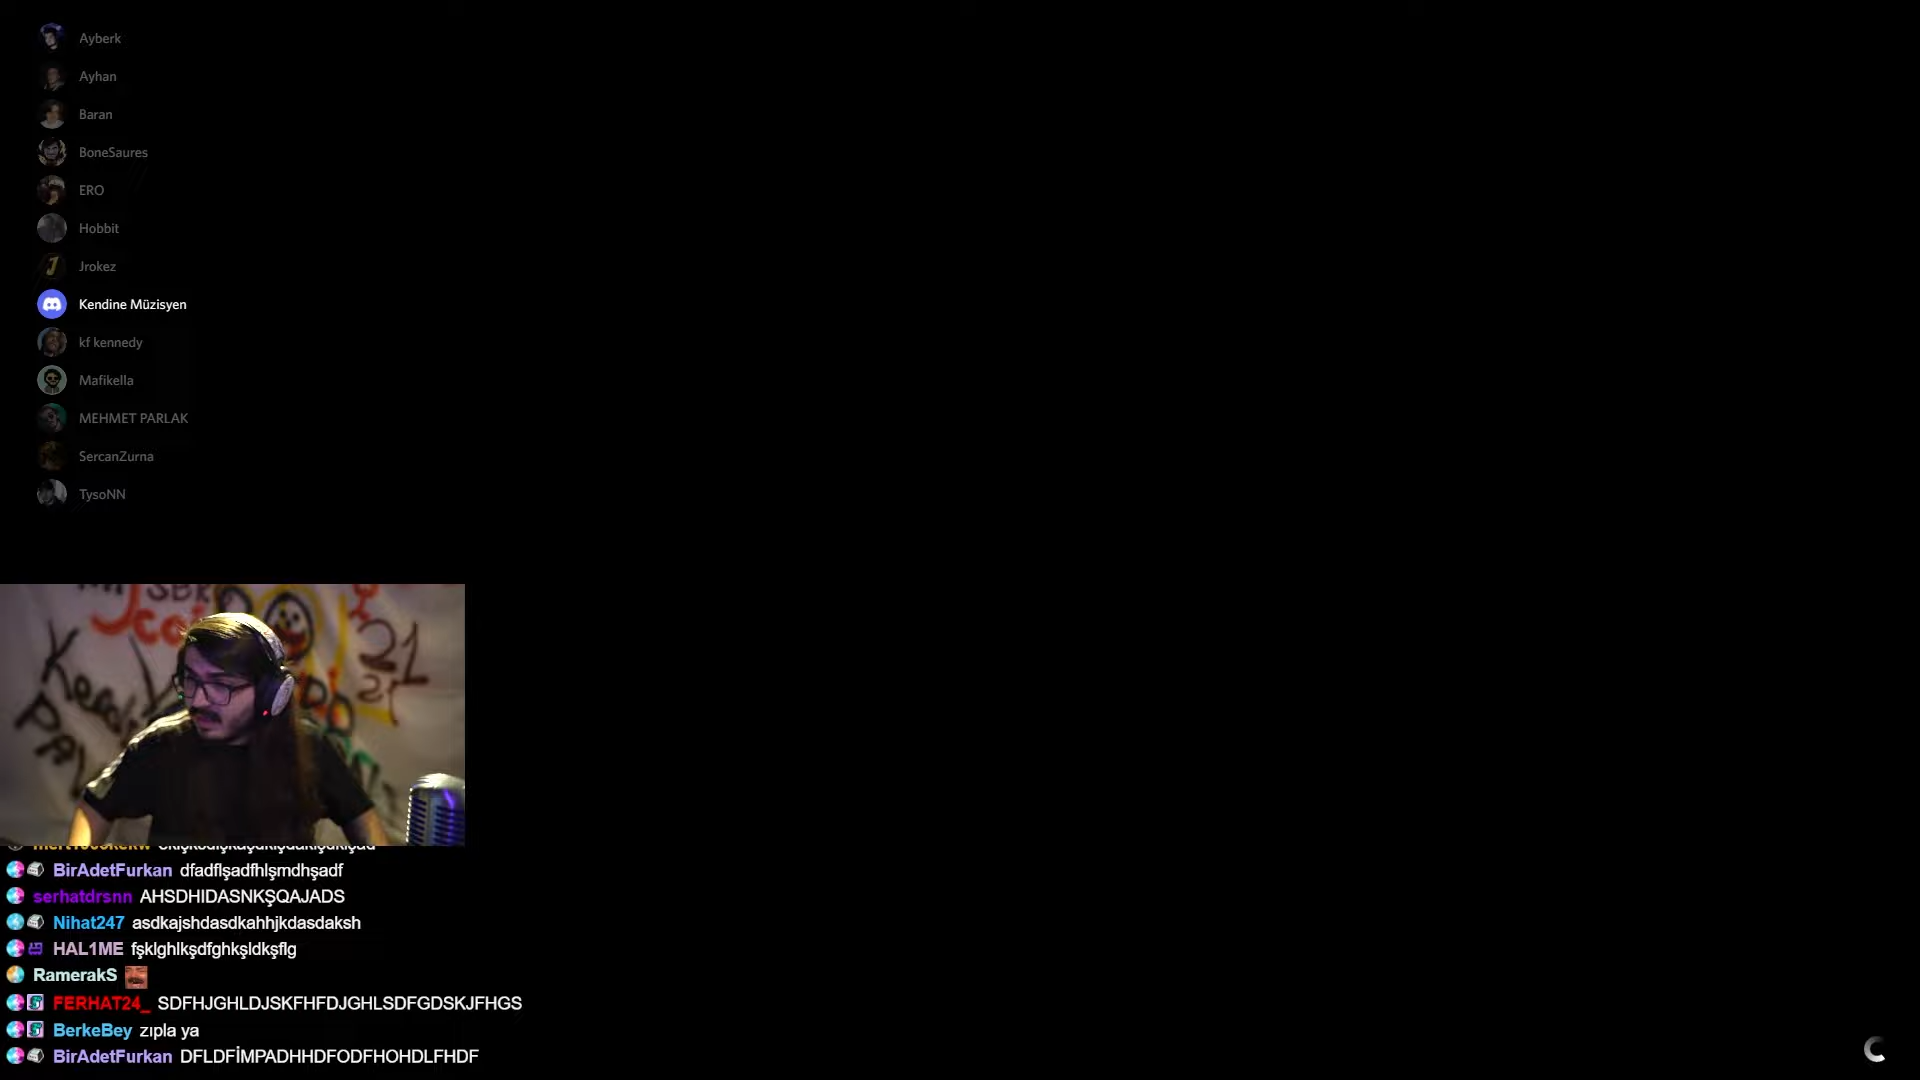 Ayberk
Ayhan
Baran
BoneSaures
ERO
Hobbit
Jrokez
Kendine Müzisyen
kf kennedy
Mafikella
MEHMET PARLAK
SercanZurna
TysoNN
BirAdetFurkan dfadflşadfhlşmdhşadf
serhatdrsnn AHSDHIDASNKŞQAJADS
Nihat247 asdkajshdasdkahhjkdasdaksh
HAL1ME fşklghlkşdfghkşldkşflg
RamerakS
FERHAT24_ SDFHJGHLDJSKFHFDJGHLSDFGDSKJFHGS
BerkeBey zıpla ya
BirAdetFurkan DFLDFİMPADHHDFODFHOHDLFHDF